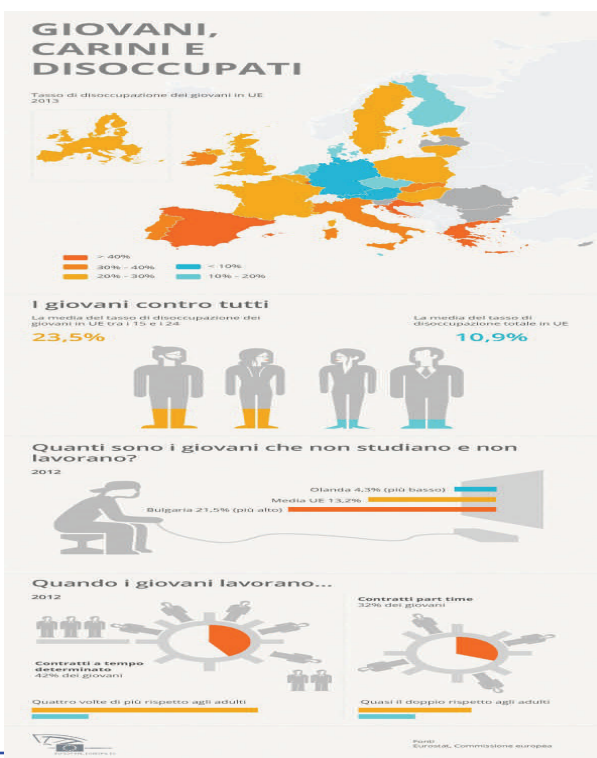 GIOVANI,
CARINI E
DISOCCUPATI
Tasso di disoccupazione dei giovani in UE
2013
> 40%
30% - 40%
20% - 30%
< 10%
10% - 20%
I giovani contro tutti
La media del tasso di disoccupazione dei
giovani in UE tra i 15 e i 24
23,5%
La media del tasso di
disoccupazione totale in UE
10,9%
Quanti sono i giovani che non studiano e non
lavorano?
2012
Olanda 4,3% (più basso)
Media UE 13,2%
Bulgaria 21,5% (più alto)
Quando i giovani lavorano...
2012
Contratti a tempo
determinato
42% dei giovani
Quattro volte di più rispetto agli adulti
Contratti part time
32% dei giovani
Quasi il doppio rispetto agli adulti
Fonti
Eurostat, Commissione europea